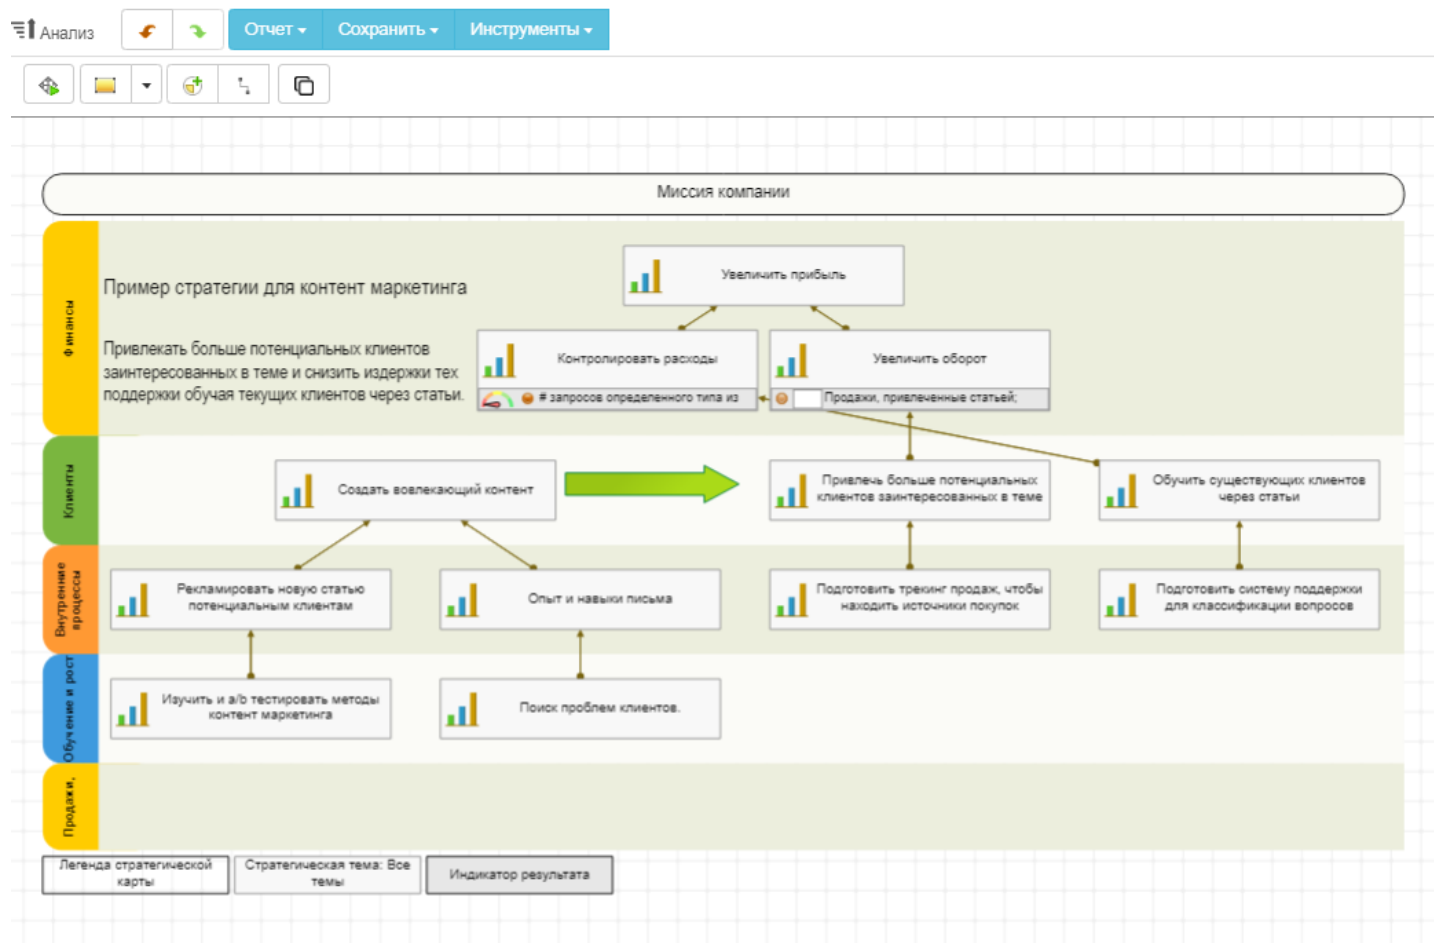 Анализ
Отчет
Сохранить
Инструменты
Миссия компании
Финансы
Пример стратегии для контент маркетинга
Привлекать больше потенциальных клиентов
заинтересованных в теме и снизить издержки тех
поддержки обучая текущих клиентов через статьи.
Увеличить прибыль
Контролировать расходы
# запросов определенного типа из
Увеличить оборот
Продажи, привлеченные статьей;
Клиенты
Создать вовлекающий контент
Привлечь больше потенциальных
клиентов заинтересованных в теме
Обучить существующих клиентов
через статьи
Внутренние
процессы
Рекламировать новую статью
потенциальным клиентам
Опыт и навыки письма
Подготовить трекинг продаж, чтобы
находить источники покупок
Подготовить систему поддержки
для классификации вопросов
Обучение и рост
Изучить и a/b тестировать методы
контент маркетинга
Поиск проблем клиентов.
Продажи,
Легенда стратегической
карты
Стратегическая тема: Все
темы
Индикатор результата